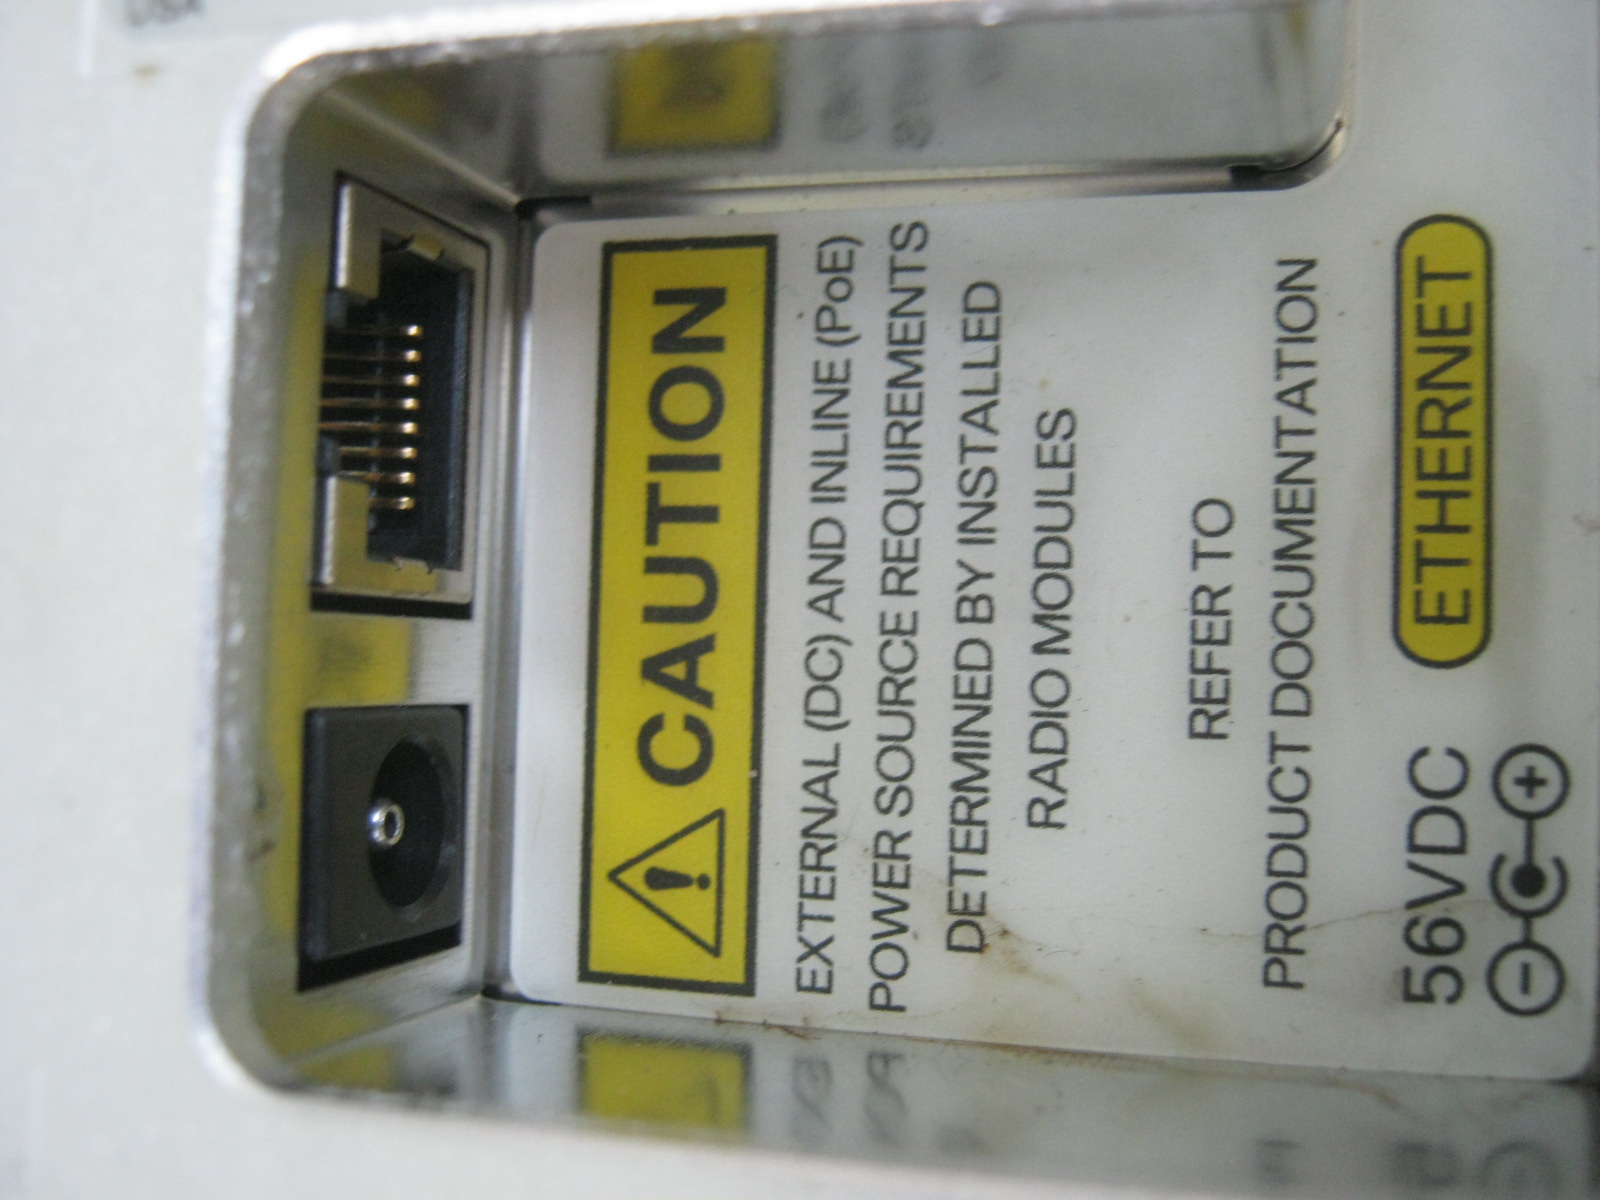 CAUTION
EXTERNAL (DC) AND INLINE (PoE)
POWER SOURCE REQUIREMENTS
DETERMINED BY INSTALLED
RADIO MODULES
REFER TO
PRODUCT DOCUMENTATION
56VDC ETHERNET